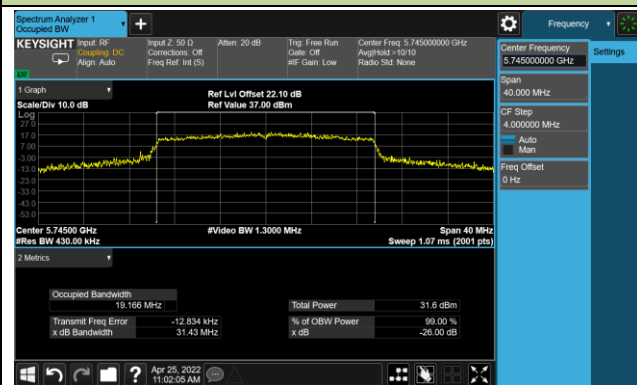 Spectrum Analyzer 1
Occupied BW
Frequency
KEYSIGHT
Input: RF
Coupling: DC
Align: Auto
Input Z: 50 Ω
Corrections: Off
Freq Ref: Int (S)
Atten: 20 dB
Trig: Free Run
Gate: Off
#IF Gain: Low
Center Freq: 5.745000000 GHz
Avg|Hold:>10/10
Radio Std: None
Center Frequency
5.745000000 GHz
Settings
Span
40.000 MHz
CF Step
4.000000 MHz
Auto
Man
Freq Offset
0 Hz
1 Graph
Scale/Div 10.0 dB
Ref Lvl Offset 22.10 dB
Ref Value 37.00 dBm
Log
27.0
17.0
7.00
-3.00
-13.0
-23.0
-33.0
-43.0
-53.0
Center 5.74500 GHz
#Res BW 430.00 kHz
#Video BW 1.3000 MHz
Span 40 MHz
Sweep 1.07 ms (2001 pts)
2 Metrics
Occupied Bandwidth
19.166 MHz
Total Power 31.6 dBm
Transmit Freq Error -12.834 kHz
% of OBW Power 99.00 %
x dB Bandwidth 31.43 MHz
x dB -26.00 dB
?
Apr 25, 2022
11:02:05 AM